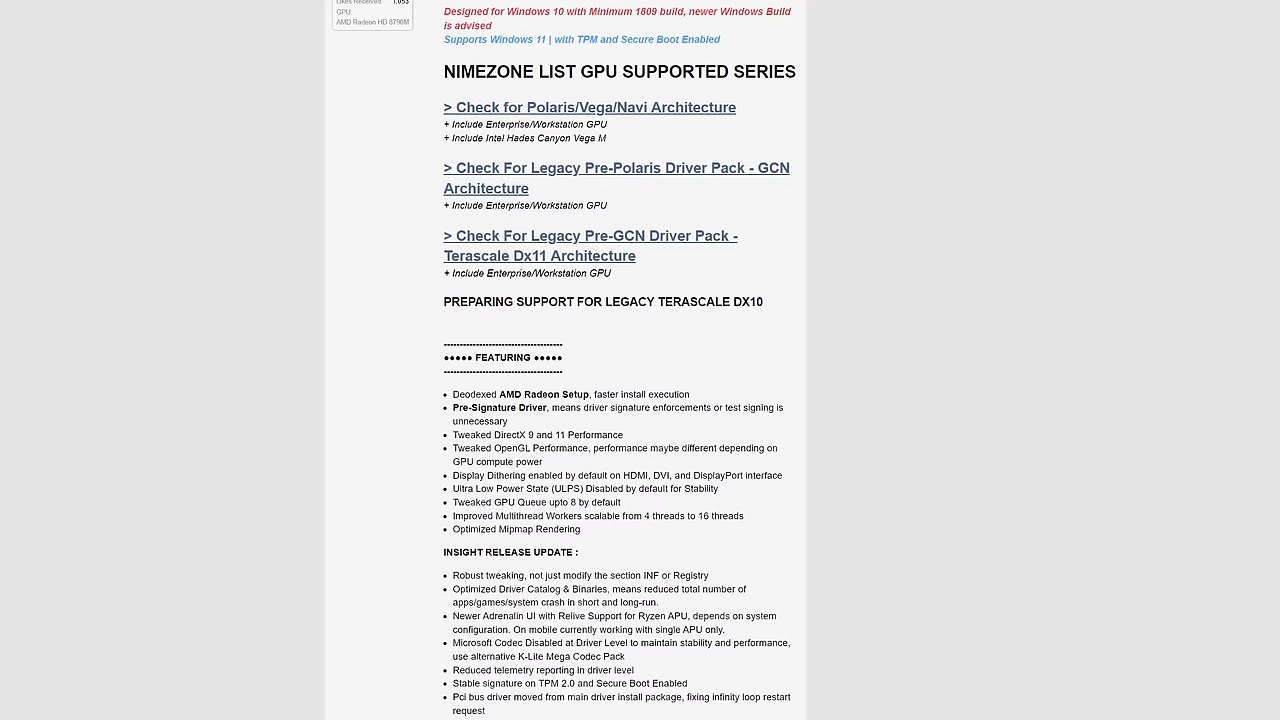 Likes Received: 1,053
GPU:
AMD Radeon HD 8790M
Designed for Windows 10 with Minimum 1809 build, newer Windows Build
is advised
Supports Windows 11 | with TPM and Secure Boot Enabled
NIMEZONE LIST GPU SUPPORTED SERIES
> Check for Polaris/Vega/Navi Architecture
+ Include Enterprise/Workstation GPU
+ Include Intel Hades Canyon Vega M
> Check For Legacy Pre-Polaris Driver Pack - GCN
Architecture
+ Include Enterprise/Workstation GPU
> Check For Legacy Pre-GCN Driver Pack -
Terascale Dx11 Architecture
+ Include Enterprise/Workstation GPU
PREPARING SUPPORT FOR LEGACY TERASCALE DX10
-------------------------------------
●●●●● FEATURING ●●●●●
-------------------------------------
• Deodexed AMD Radeon Setup, faster install execution
• Pre-Signature Driver, means driver signature enforcements or test signing is
unnecessary
• Tweaked DirectX 9 and 11 Performance
• Tweaked OpenGL Performance, performance maybe different depending on
GPU compute power
• Display Dithering enabled by default on HDMI, DVI, and DisplayPort interface
• Ultra Low Power State (ULPS) Disabled by default for Stability
• Tweaked GPU Queue upto 8 by default
• Improved Multithread Workers scalable from 4 threads to 16 threads
• Optimized Mipmap Rendering
INSIGHT RELEASE UPDATE :
• Robust tweaking, not just modify the section INF or Registry
• Optimized Driver Catalog & Binaries, means reduced total number of
apps/games/system crash in short and long-run.
• Newer Adrenalin UI with Relive Support for Ryzen APU, depends on system
configuration. On mobile currently working with single APU only.
• Microsoft Codec Disabled at Driver Level to maintain stability and performance,
use alternative K-Lite Mega Codec Pack
• Reduced telemetry reporting in driver level
• Stable signature on TPM 2.0 and Secure Boot Enabled
• Pci bus driver moved from main driver install package, fixing infinity loop restart
request